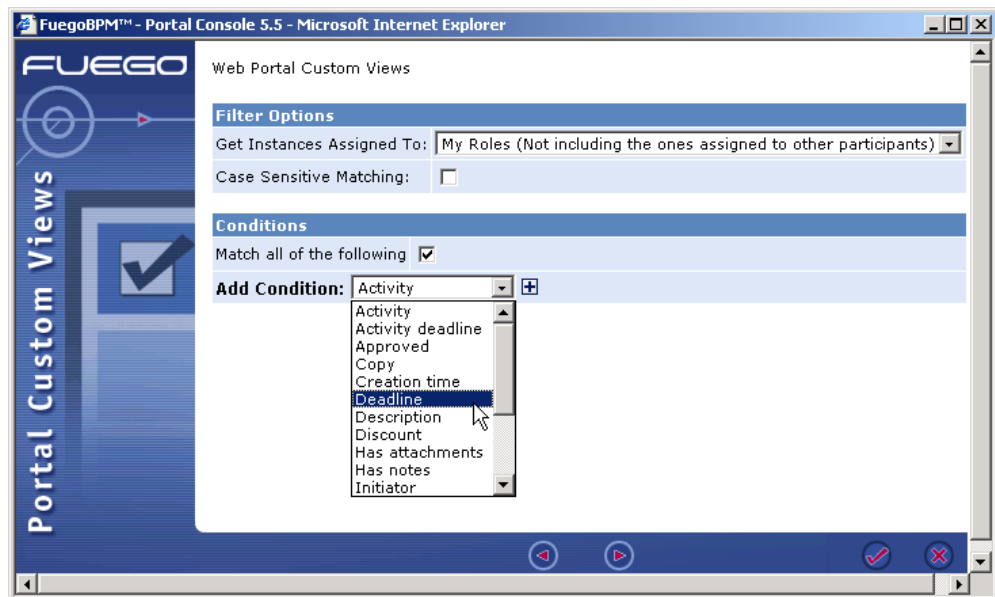 FuegoBPM™ - Portal Console 5.5 - Microsoft Internet Explorer
FUEGO
Portal Custom Views
Web Portal Custom Views
Filter Options
Get Instances Assigned To: My Roles (Not including the ones assigned to other participants)
Case Sensitive Matching:
Conditions
Match all of the following
Add Condition: Activity
Activity
Activity deadline
Approved
Copy
Creation time
Deadline
Description
Discount
Has attachments
Has notes
Initiator